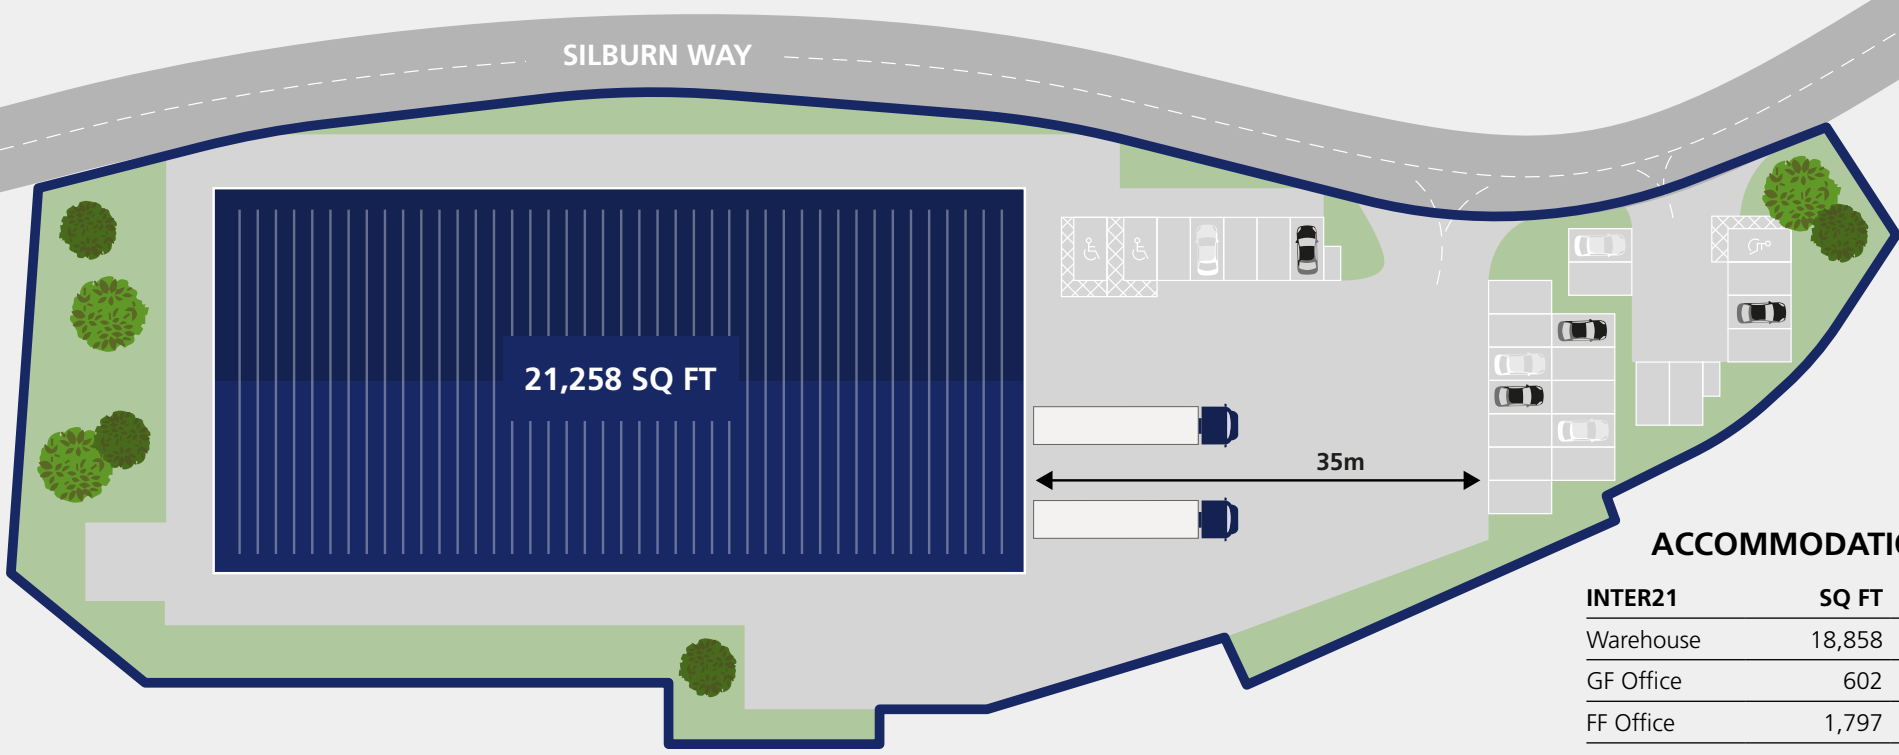 SILBURN WAY
21,258 SQ FT
35m
ACCOMMODATIO
INTER21 SQ FT
Warehouse 18,858
GF Office 602
FF Office 1,797